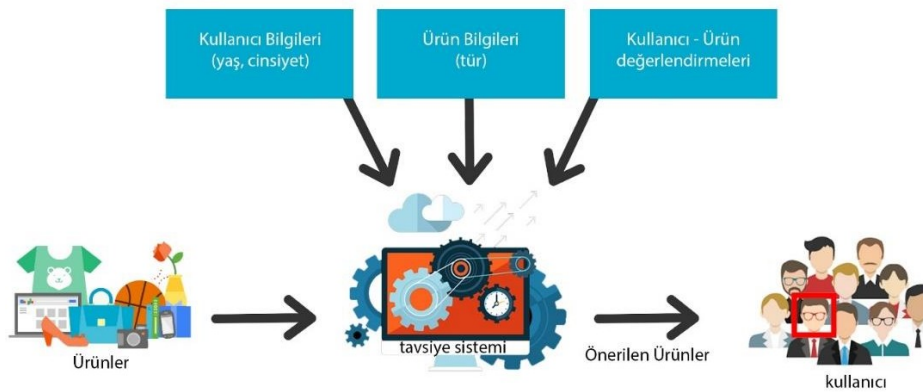 Kullanıcı Bilgileri
(yaş, cinsiyet)
Ürün Bilgileri
(tür)
Kullanıcı - Ürün
değerlendirmeleri
Ürünler
tavsiye sistemi
Önerilen Ürünler
kullanıcı